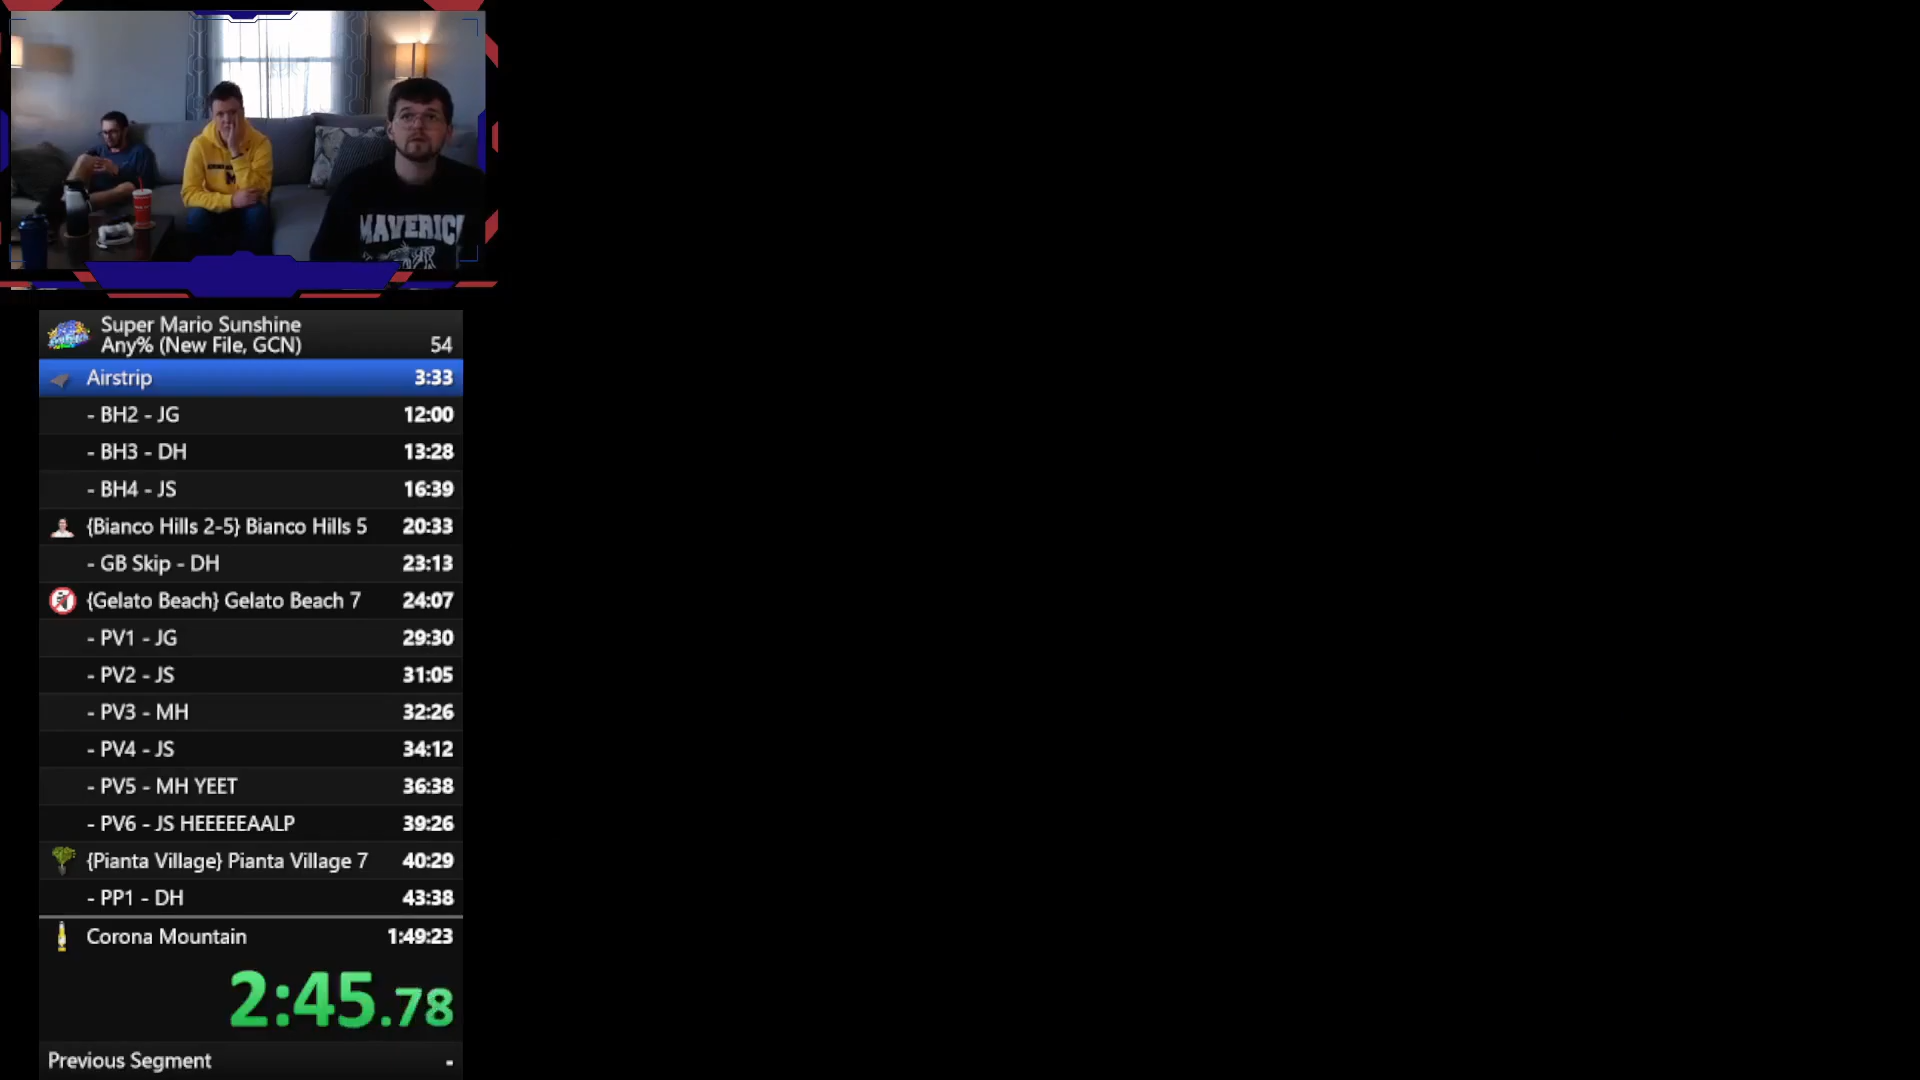 MAVERICK
Super Mario Sunshine
Any% (New File, GCN) 54
Airstrip 3:33
- BH2 - JG 12:00
- BH3 - DH 13:28
- BH4 - JS 16:39
{Bianco Hills 2-5} Bianco Hills 5 20:33
- GB Skip - DH 23:13
{Gelato Beach} Gelato Beach 7 24:07
- PV1 - JG 29:30
- PV2 - JS 31:05
- PV3 - MH 32:26
- PV4 - JS 34:12
- PV5 - MH YEET 36:38
- PV6 - JS HEEEEEAALP 39:26
{Pianta Village} Pianta Village 7 40:29
- PP1 - DH 43:38
Corona Mountain 1:49:23
2:45.78
Previous Segment -